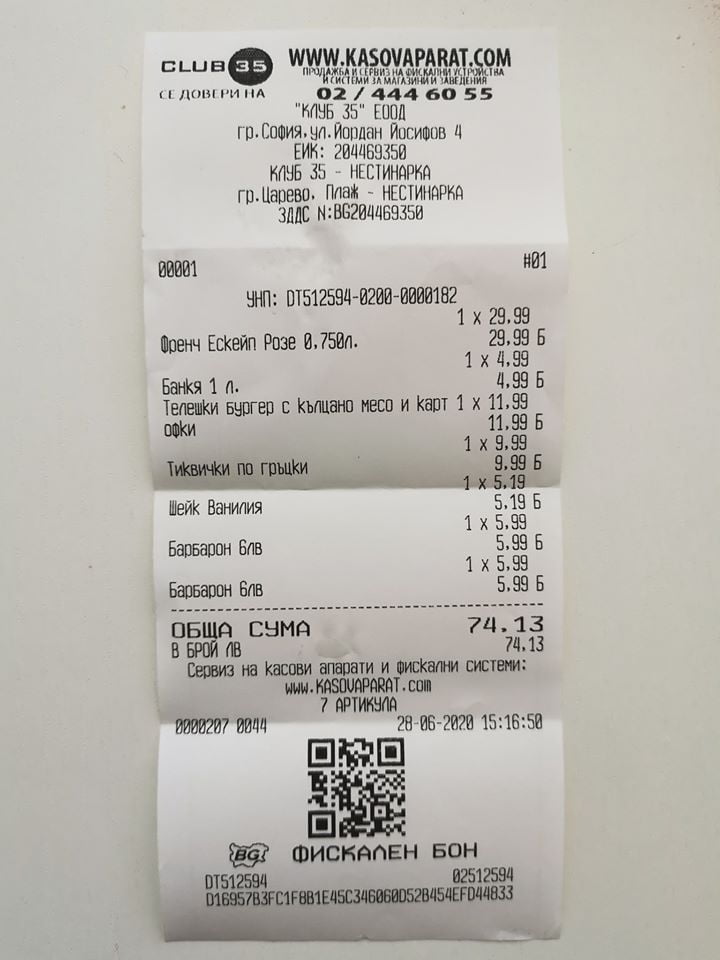 CLUB 35
WWW.KASOVAPARAT.COM
ПРОДАЖБА И СЕРВИЗ НА ФИСКАЛНИ УСТРОЙСТВА
И СИСТЕМИ ЗА МАГАЗИНИ И ЗАВЕДЕНИЯ
СЕ ДОВЕРИ НА 02 / 444 60 55
"КЛУБ 35" ЕООД
гр.София,ул.Йордан Йосифов 4
ЕИК: 204469350
КЛУБ 35 - НЕСТИНАРКА
гр.Царево, Плаж - НЕСТИНАРКА
ЗДДС N:BG204469350
00001 #01
УНП: DT512594-0200-0000182
1 x 29,99
Френч Ескейп Розе 0,750л. 29,99 Б
1 x 4,99
Банкя 1 л. 4,99 Б
Телешки бургер с кълцано месо и карт 1 x 11,99
офки 11,99 Б
1 x 9,99
Тиквички по гръцки 9,99 Б
1 x 5,19
Шейк Ванилия 5,19 Б
1 x 5,99
Барбарон 6лв 5,99 Б
1 x 5,99
Барбарон 6лв 5,99 Б
ОБЩА СУМА 74.13
В БРОЙ ЛВ 74,13
Сервиз на касови апарати и фискални системи:
www.KASOVAPARAT.com
7 АРТИКУЛА
0000207 0044 28-06-2020 15:16:50
BG ФИСКАЛЕН БОН
DT512594 02512594
D16957B3FC1F8B1E45C346060D52B454EFD44833